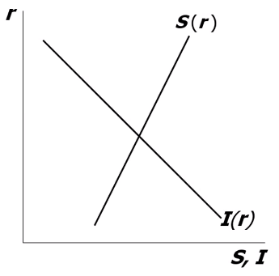 r
S(r)
I(r)
S, I